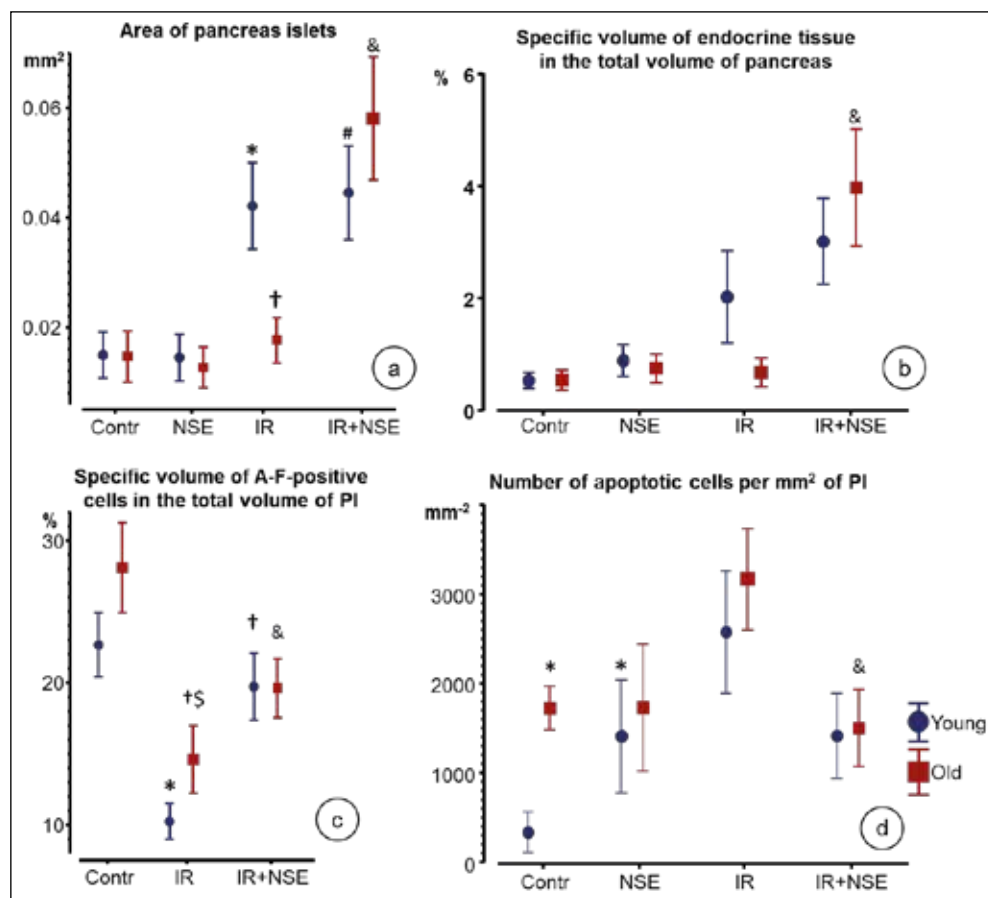 Area of pancreas islets
mm²
&
0.06
*
#
0.04
†
0.02
a
Contr NSE IR IR+NSE
Specific volume of endocrine tissue
in the total volume of pancreas
%
6
&
4
2
b
0
Contr NSE IR IR+NSE
Specific volume of A-F-positive
cells in the total volume of PI
%
30
†
&
20
†$
*
10
c
Contr IR IR+NSE
Number of apoptotic cells per mm² of PI
mm⁻²
3000
* *
&
2000
Young
1000
Old
d
0
Contr NSE IR IR+NSE